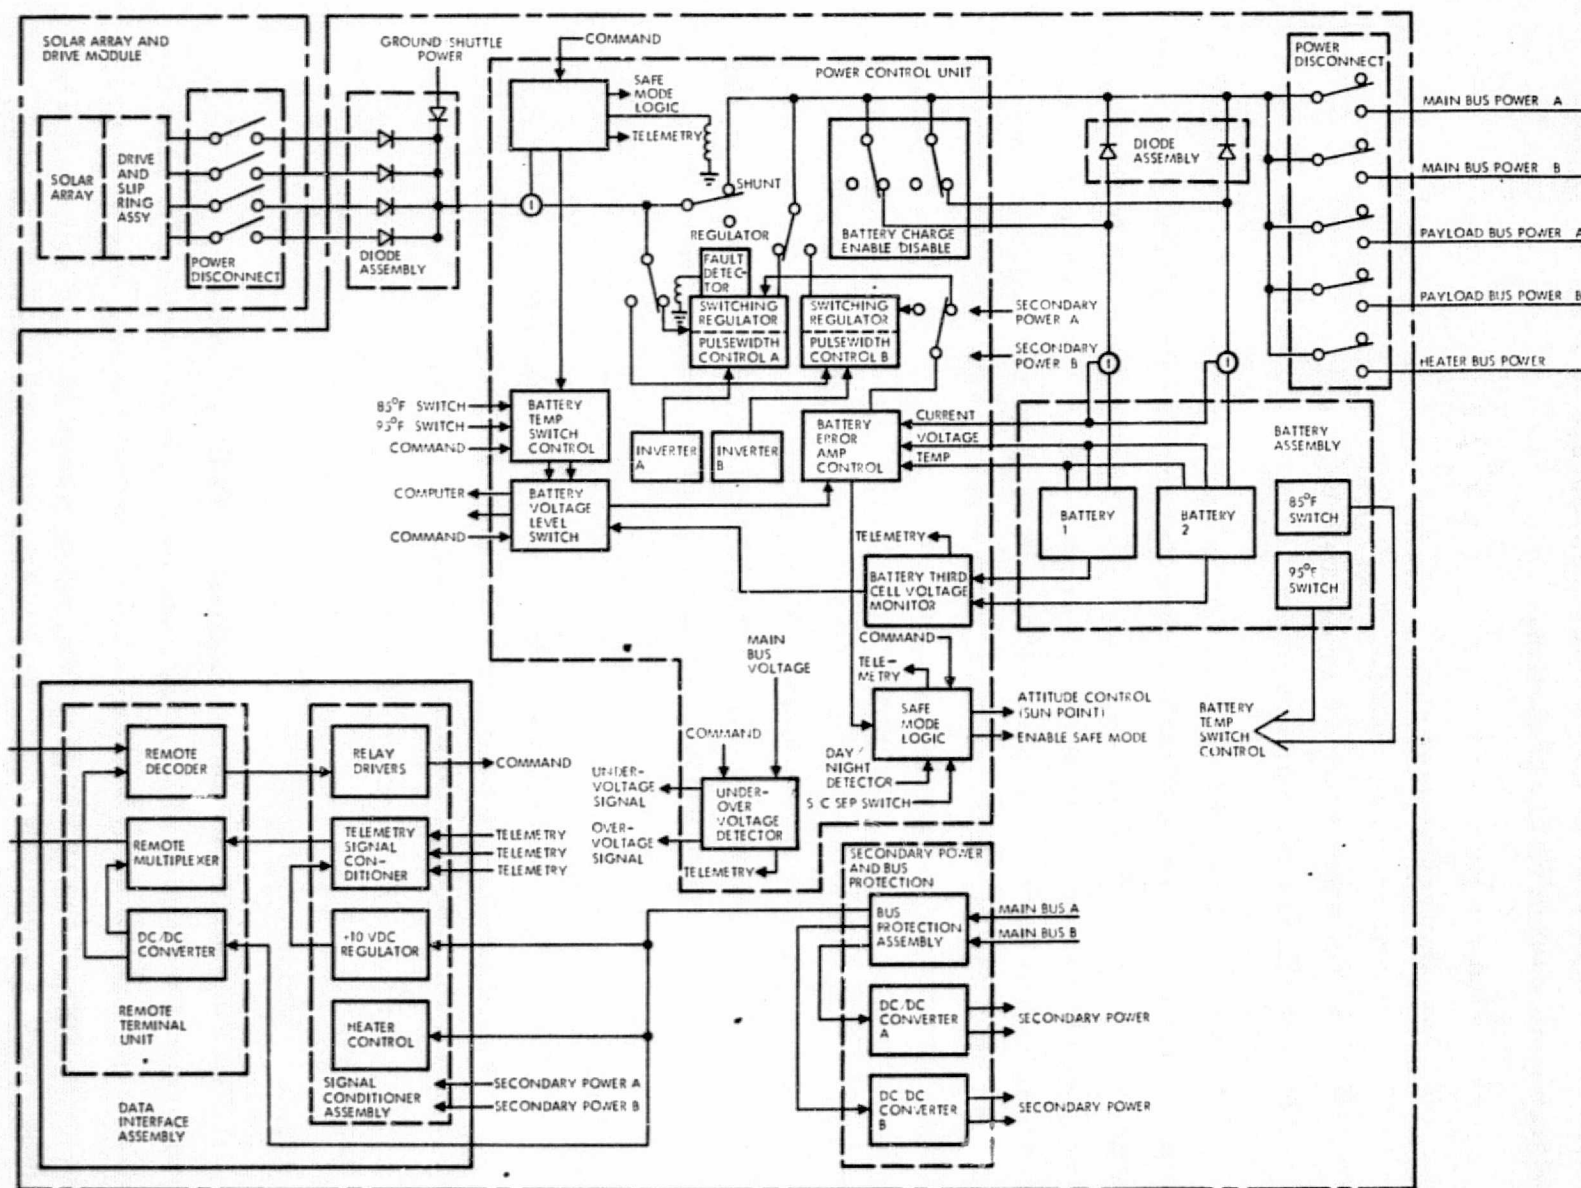 SOLAR ARRAY AND
DRIVE MODULE
SOLAR
ARRAY
DRIVE
AND
SLIP
RING
ASSY
POWER
DISCONNECT
GROUND SHUTTLE
POWER
DIODE
ASSEMBLY
COMMAND
SAFE
MODE
LOGIC
TELEMETRY
POWER CONTROL UNIT
SHUNT
REGULATOR
FAULT
DETEC-
TOR
SWITCHING
REGULATOR
PULSEWIDTH
CONTROL A
SWITCHING
REGULATOR
PULSEWIDTH
CONTROL B
BATTERY CHARGE
ENABLE DISABLE
SECONDARY
POWER A
SECONDARY
POWER B
DIODE
ASSEMBLY
POWER
DISCONNECT
MAIN BUS POWER A
MAIN BUS POWER B
PAYLOAD BUS POWER A
PAYLOAD BUS POWER B
HEATER BUS POWER
85°F SWITCH
95°F SWITCH
COMMAND
BATTERY
TEMP
SWITCH
CONTROL
INVERTER
A
INVERTER
B
BATTERY
ERROR
AMP
CONTROL
CURRENT
VOLTAGE
TEMP
COMPUTER
COMMAND
BATTERY
VOLTAGE
LEVEL
SWITCH
BATTERY
ASSEMBLY
BATTERY
1
BATTERY
2
85°F
SWITCH
95°F
SWITCH
TELEMETRY
BATTERY THIRD
CELL VOLTAGE
MONITOR
COMMAND
TELE-
METRY
SAFE
MODE
LOGIC
ATTITUDE CONTROL
(SUN POINT)
ENABLE SAFE MODE
DAY/
NIGHT
DETECTOR
S C SEP SWITCH
BATTERY
TEMP
SWITCH
CONTROL
MAIN
BUS
VOLTAGE
COMMAND
UNDER-
VOLTAGE
SIGNAL
OVER-
VOLTAGE
SIGNAL
UNDER-
OVER
VOLTAGE
DETECTOR
TELEMETRY
REMOTE
DECODER
RELAY
DRIVERS
COMMAND
REMOTE
MULTIPLEXER
TELEMETRY
SIGNAL
CON-
DITIONER
TELEMETRY
TELEMETRY
TELEMETRY
DC/DC
CONVERTER
+10 VDC
REGULATOR
REMOTE
TERMINAL
UNIT
HEATER
CONTROL
SIGNAL
CONDITIONER
ASSEMBLY
SECONDARY POWER A
SECONDARY POWER B
DATA
INTERFACE
ASSEMBLY
SECONDARY POWER
AND BUS
PROTECTION
BUS
PROTECTION
ASSEMBLY
MAIN BUS A
MAIN BUS B
DC/DC
CONVERTER
A
SECONDARY POWER
DC/DC
CONVERTER
B
SECONDARY POWER